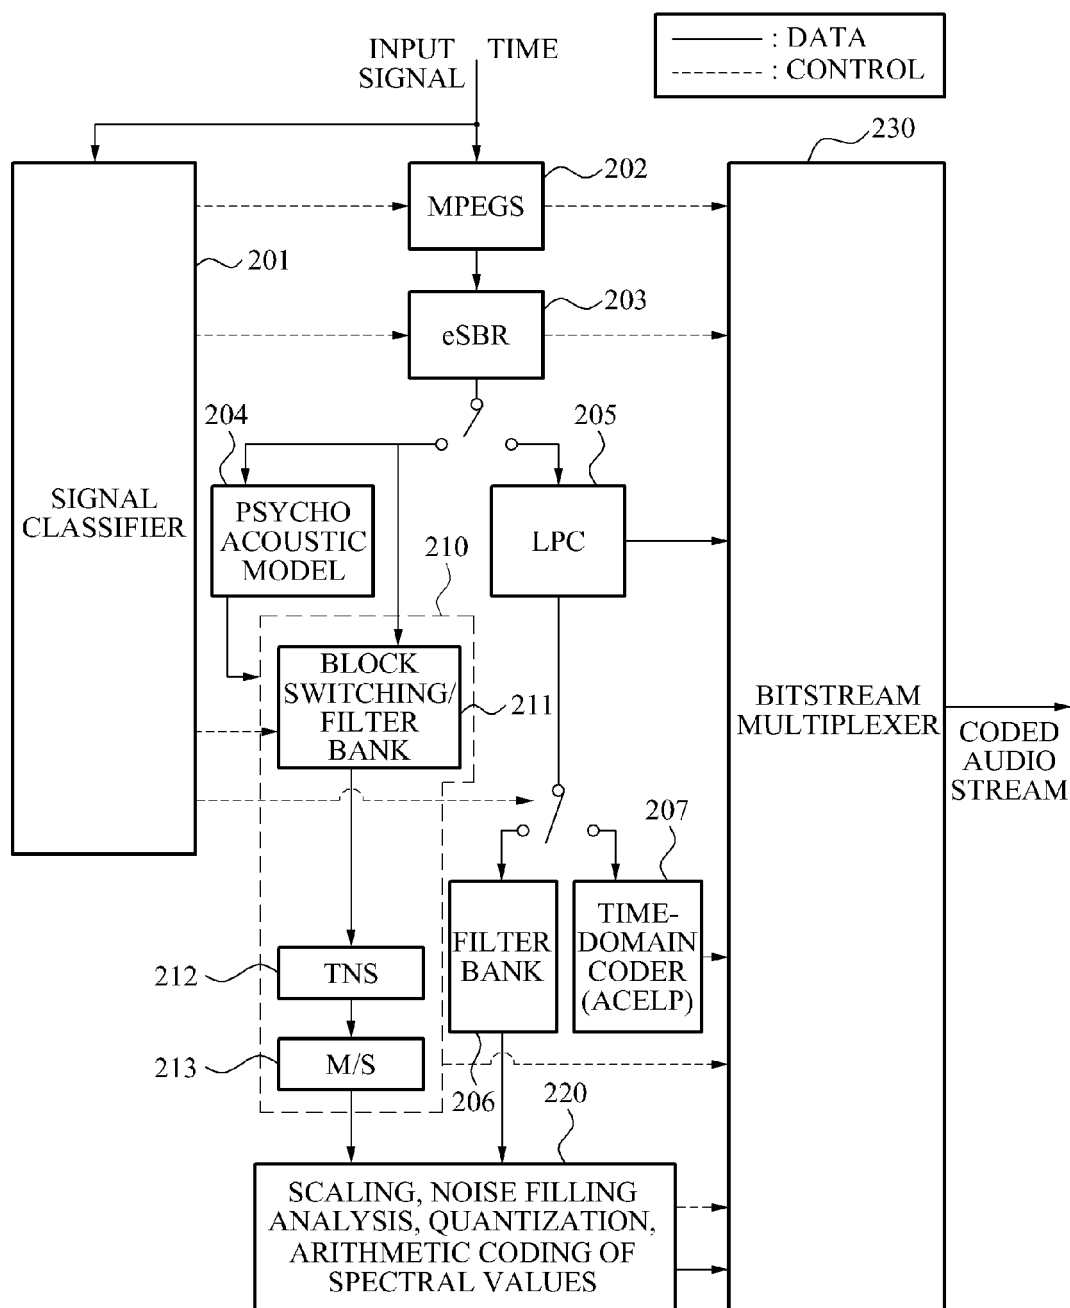 INPUT TIME
SIGNAL
: DATA
: CONTROL
230
202
MPEGS
201
203
eSBR
204
205
SIGNAL
CLASSIFIER
PSYCHO
ACOUSTIC
MODEL
LPC
210
BLOCK
SWITCHING/
FILTER
BANK
211
BITSTREAM
MULTIPLEXER
CODED
AUDIO
STREAM
207
FILTER
BANK
TIME-
DOMAIN
CODER
(ACELP)
212
TNS
213
M/S
206
220
SCALING, NOISE FILLING
ANALYSIS, QUANTIZATION,
ARITHMETIC CODING OF
SPECTRAL VALUES